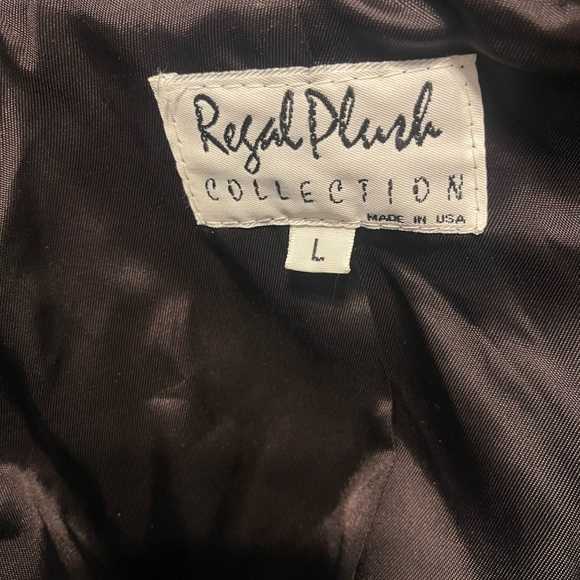 Regal Plush
COLLECTION
MADE IN USA
L